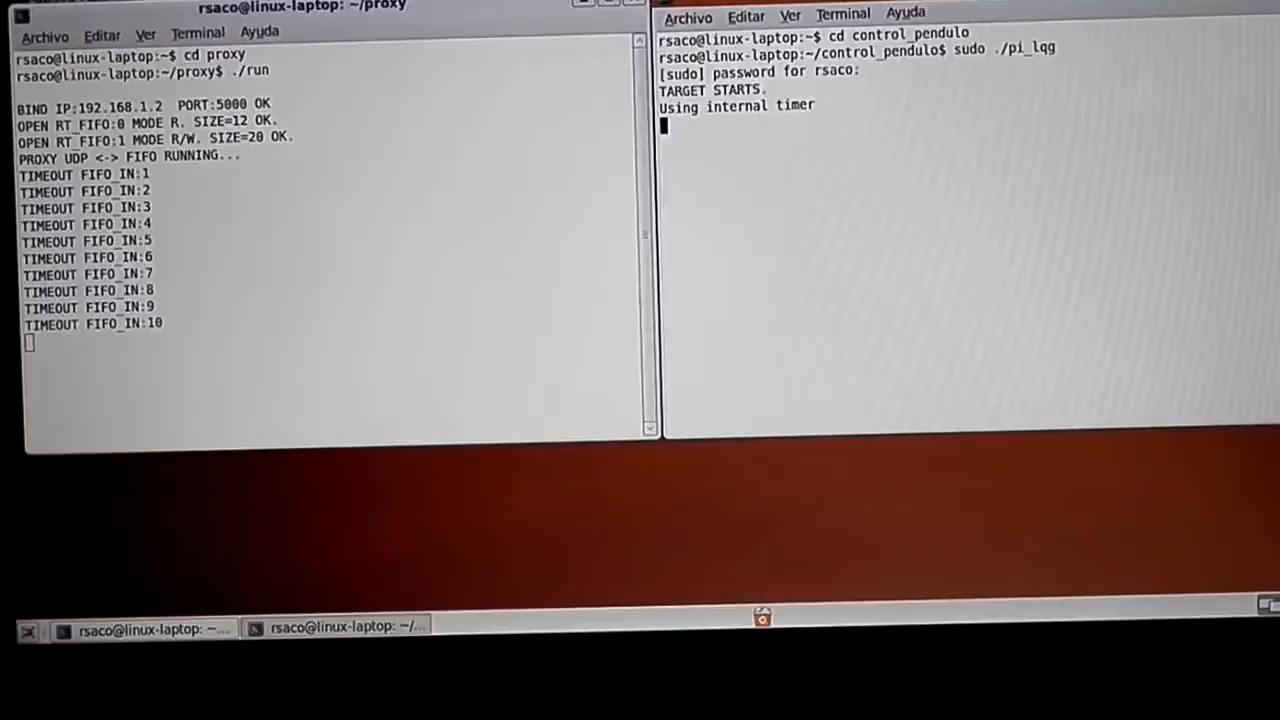 rsaco@linux-laptop: ~/proxy
Archivo Editar Ver Terminal Ayuda
rsaco@linux-laptop:~$ cd proxy
rsaco@linux-laptop:~/proxy$ ./run
BIND IP:192.168.1.2 PORT:5000 OK
OPEN RT_FIFO:0 MODE R. SIZE=12 OK.
OPEN RT_FIFO:1 MODE R/W. SIZE=20 OK.
PROXY UDP <-> FIFO RUNNING...
TIMEOUT FIFO_IN:1
TIMEOUT FIFO_IN:2
TIMEOUT FIFO_IN:3
TIMEOUT FIFO_IN:4
TIMEOUT FIFO_IN:5
TIMEOUT FIFO_IN:6
TIMEOUT FIFO_IN:7
TIMEOUT FIFO_IN:8
TIMEOUT FIFO_IN:9
TIMEOUT FIFO_IN:10
Archivo Editar Ver Terminal Ayuda
rsaco@linux-laptop:~$ cd control_pendulo
rsaco@linux-laptop:~/control_pendulo$ sudo ./pi_lqg
[sudo] password for rsaco:
TARGET STARTS.
Using internal timer
rsaco@linux-laptop: ~...
rsaco@linux-laptop: ~/...